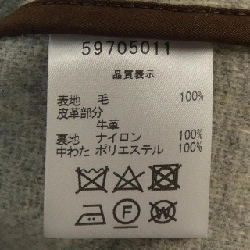 59705011
品質表示
表地 毛 100%
皮革部分
牛革
裏地 ナイロン 100%
中わた ポリエステル 100%
F W